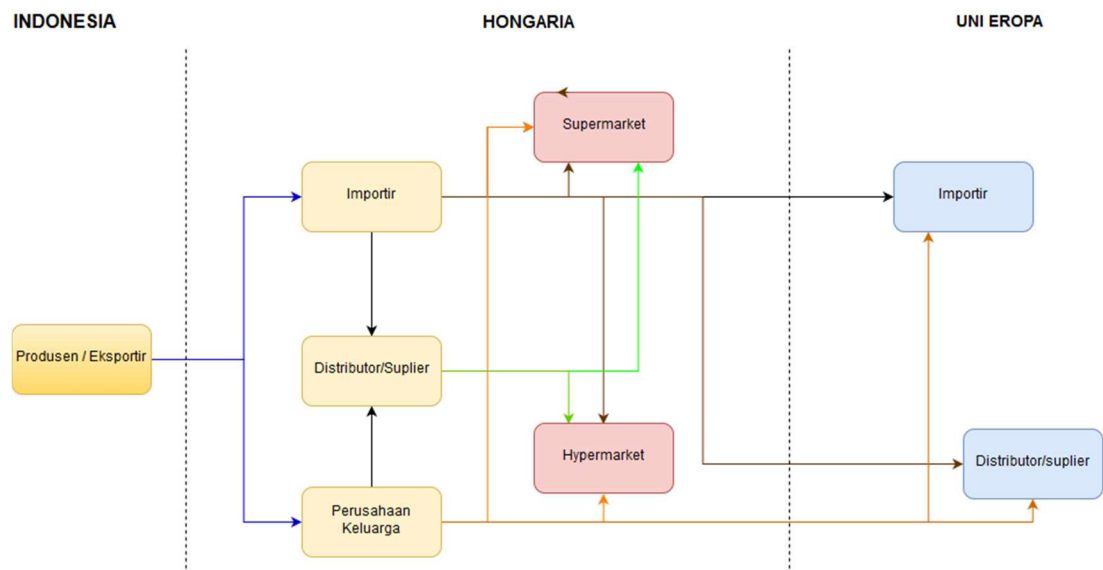 INDONESIA
HONGARIA
UNI EROPA
Supermarket
Importir
Importir
Produsen / Eksportir
Distributor/Suplier
Hypermarket
Distributor/suplier
Perusahaan
Keluarga